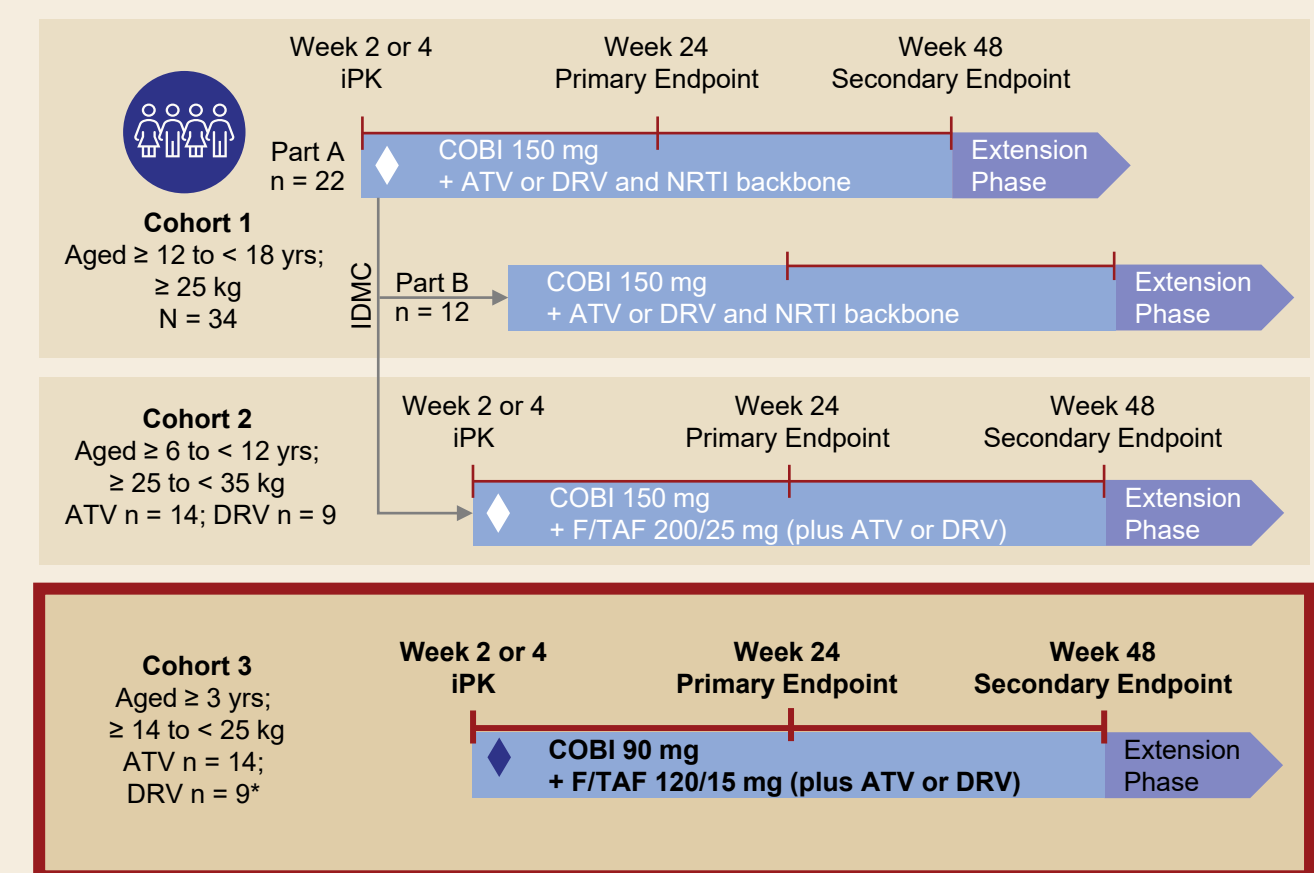 Week 2 or 4
iPK
Week 24
Primary Endpoint
Week 48
Secondary Endpoint
Part A
n = 22
COBI 150 mg
+ ATV or DRV and NRTI backbone
Extension
Phase
Cohort 1
Aged ≥ 12 to < 18 yrs;
≥ 25 kg
N = 34
IDMC
Part B
n = 12
COBI 150 mg
+ ATV or DRV and NRTI backbone
Extension
Phase
Cohort 2
Aged ≥ 6 to < 12 yrs;
≥ 25 to < 35 kg
ATV n = 14; DRV n = 9
Week 2 or 4
iPK
Week 24
Primary Endpoint
Week 48
Secondary Endpoint
COBI 150 mg
+ F/TAF 200/25 mg (plus ATV or DRV)
Extension
Phase
Cohort 3
Aged ≥ 3 yrs;
≥ 14 to < 25 kg
ATV n = 14;
DRV n = 9*
Week 2 or 4
iPK
Week 24
Primary Endpoint
Week 48
Secondary Endpoint
COBI 90 mg
+ F/TAF 120/15 mg (plus ATV or DRV)
Extension
Phase